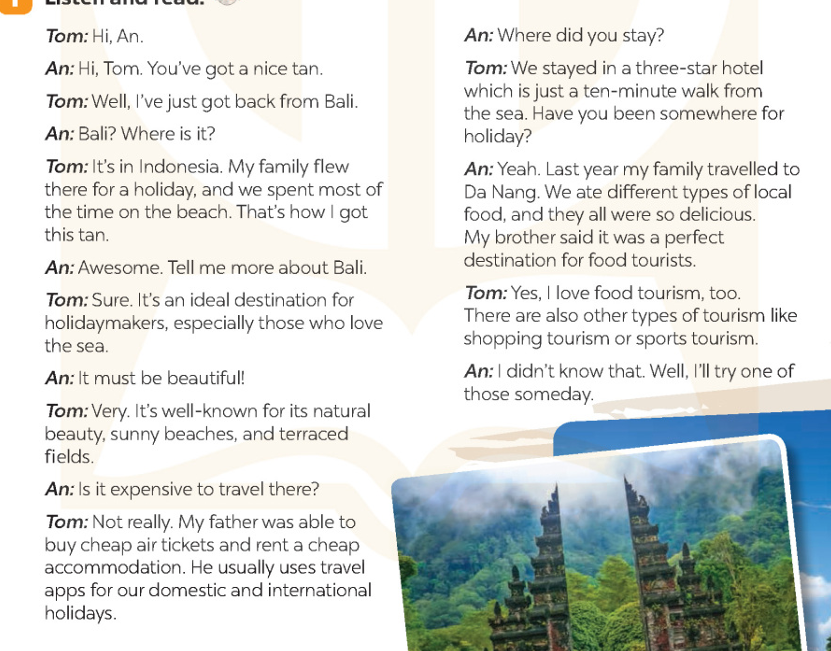 1 Listen and read.
Tom: Hi, An.
An: Hi, Tom. You've got a nice tan.
Tom: Well, I've just got back from Bali.
An: Bali? Where is it?
Tom: It's in Indonesia. My family flew
there for a holiday, and we spent most of
the time on the beach. That's how I got
this tan.
An: Awesome. Tell me more about Bali.
Tom: Sure. It's an ideal destination for
holidaymakers, especially those who love
the sea.
An: It must be beautiful!
Tom: Very. It's well-known for its natural
beauty, sunny beaches, and terraced
fields.
An: Is it expensive to travel there?
Tom: Not really. My father was able to
buy cheap air tickets and rent a cheap
accommodation. He usually uses travel
apps for our domestic and international
holidays.
An: Where did you stay?
Tom: We stayed in a three-star hotel
which is just a ten-minute walk from
the sea. Have you been somewhere for
holiday?
An: Yeah. Last year my family travelled to
Da Nang. We ate different types of local
food, and they all were so delicious.
My brother said it was a perfect
destination for food tourists.
Tom: Yes, I love food tourism, too.
There are also other types of tourism like
shopping tourism or sports tourism.
An: I didn't know that. Well, I'll try one of
those someday.